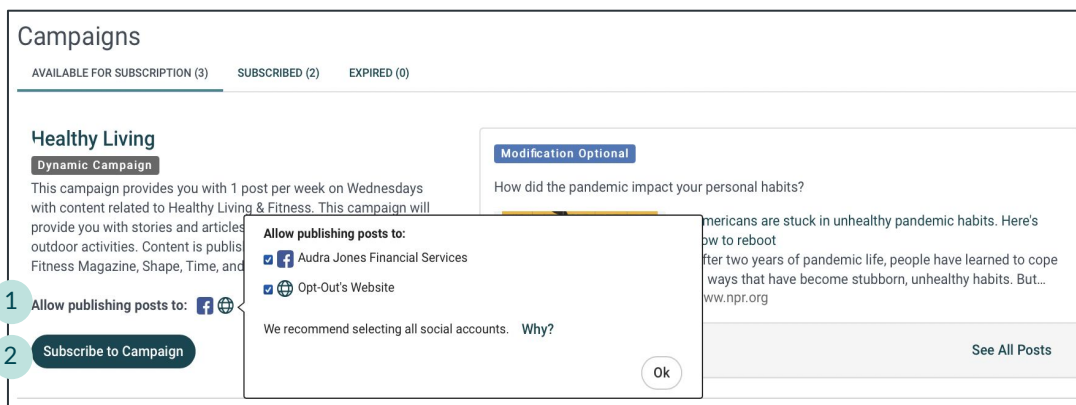 Campaigns
AVAILABLE FOR SUBSCRIPTION (3) SUBSCRIBED (2) EXPIRED (0)
Healthy Living
Dynamic Campaign
This campaign provides you with 1 post per week on Wednesdays
with content related to Healthy Living & Fitness. This campaign will
provide you with stories and articles
outdoor activities. Content is publis
Fitness Magazine, Shape, Time, and
1 Allow publishing posts to:
2 Subscribe to Campaign
Allow publishing posts to:
Audra Jones Financial Services
Opt-Out's Website
We recommend selecting all social accounts. Why?
Ok
Modification Optional
How did the pandemic impact your personal habits?
mericans are stuck in unhealthy pandemic habits. Here's
ow to reboot
fter two years of pandemic life, people have learned to cope
ways that have become stubborn, unhealthy habits. But...
ww.npr.org
See All Posts